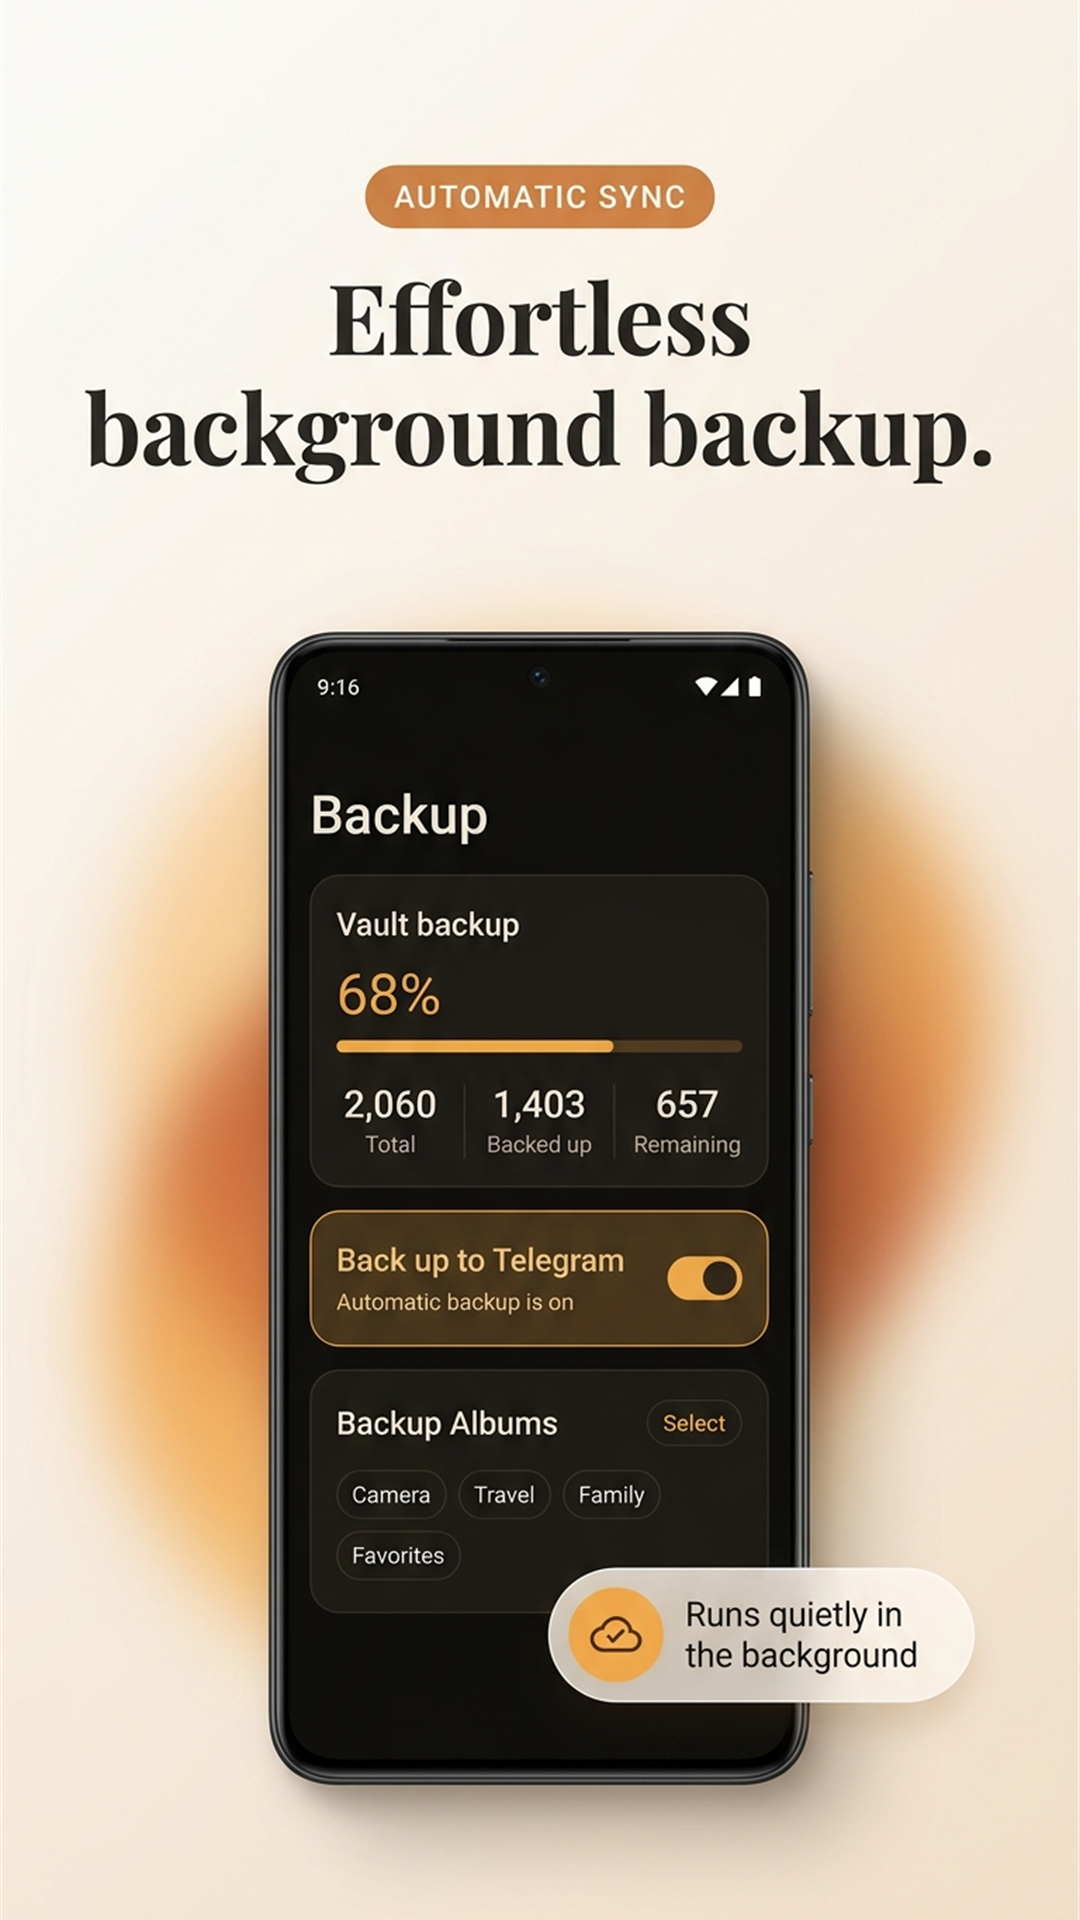 AUTOMATIC SYNC
Effortless
background backup.
9:16
Backup
Vault backup
68%
2,060 1,403 657
Total Backed up Remaining
Back up to Telegram
Automatic backup is on
Backup Albums Select
Camera Travel Family
Favorites
Runs quietly in
the background